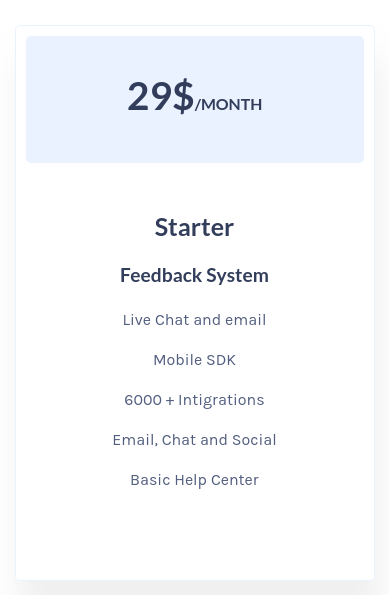 29$/MONTH
Starter
Feedback System
Live Chat and email
Mobile SDK
6000 + Intigrations
Email, Chat and Social
Basic Help Center